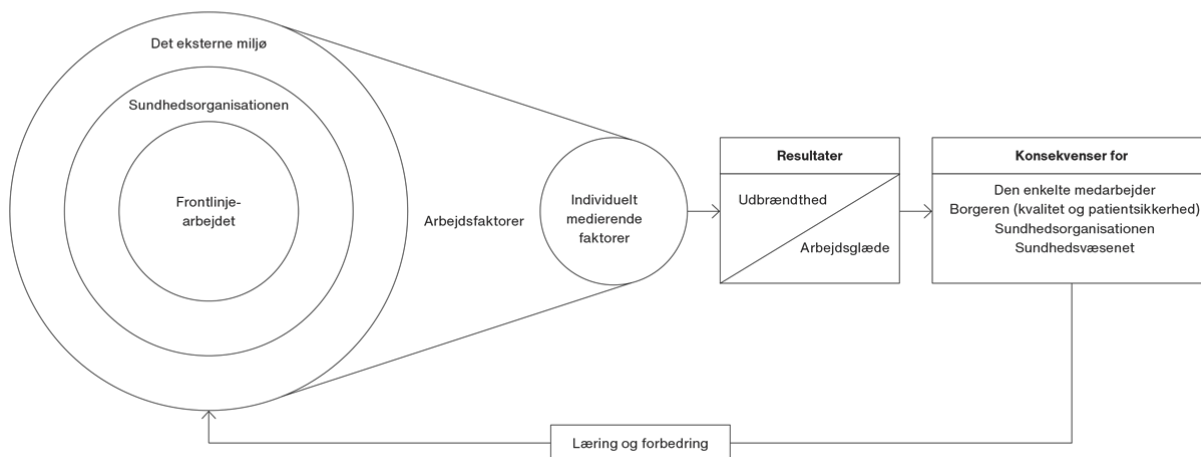 Det eksterne miljø
Sundhedsorganisationen
Frontlinje-
arbejdet
Arbejdsfaktorer
Individuelt
medierende
faktorer
Resultater
Udbrændthed
Arbejdsglæde
Konsekvenser for
Den enkelte medarbejder
Borgeren (kvalitet og patientsikkerhed)
Sundhedsorganisationen
Sundhedsvæsenet
Læring og forbedring